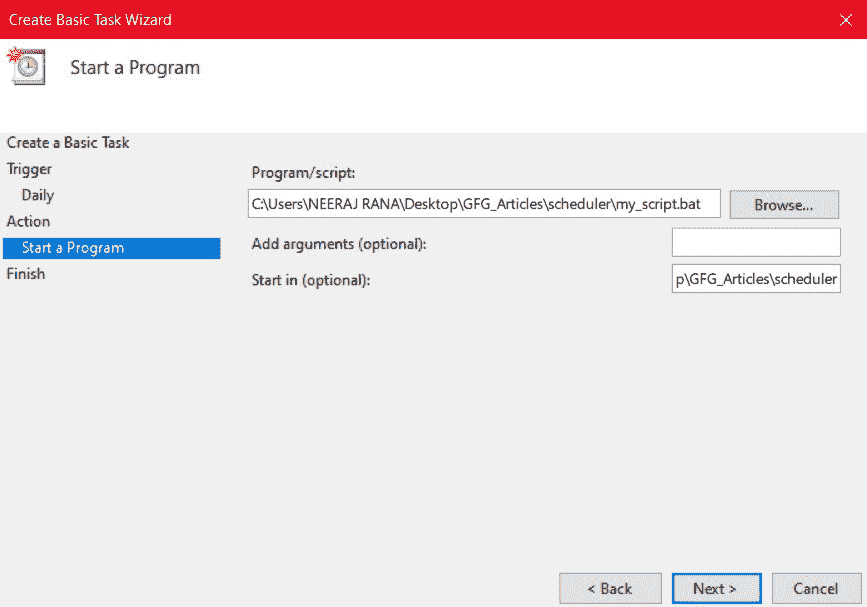 Create Basic Task Wizard
Start a Program
Create a Basic Task
Trigger
Daily
Action
Start a Program
Finish
Program/script:
C:\Users\NEERAJ RANA\Desktop\GFG_Articles\scheduler\my_script.bat
Browse...
Add arguments (optional):
Start in (optional):
p\GFG_Articles\scheduler
< Back
Next >
Cancel